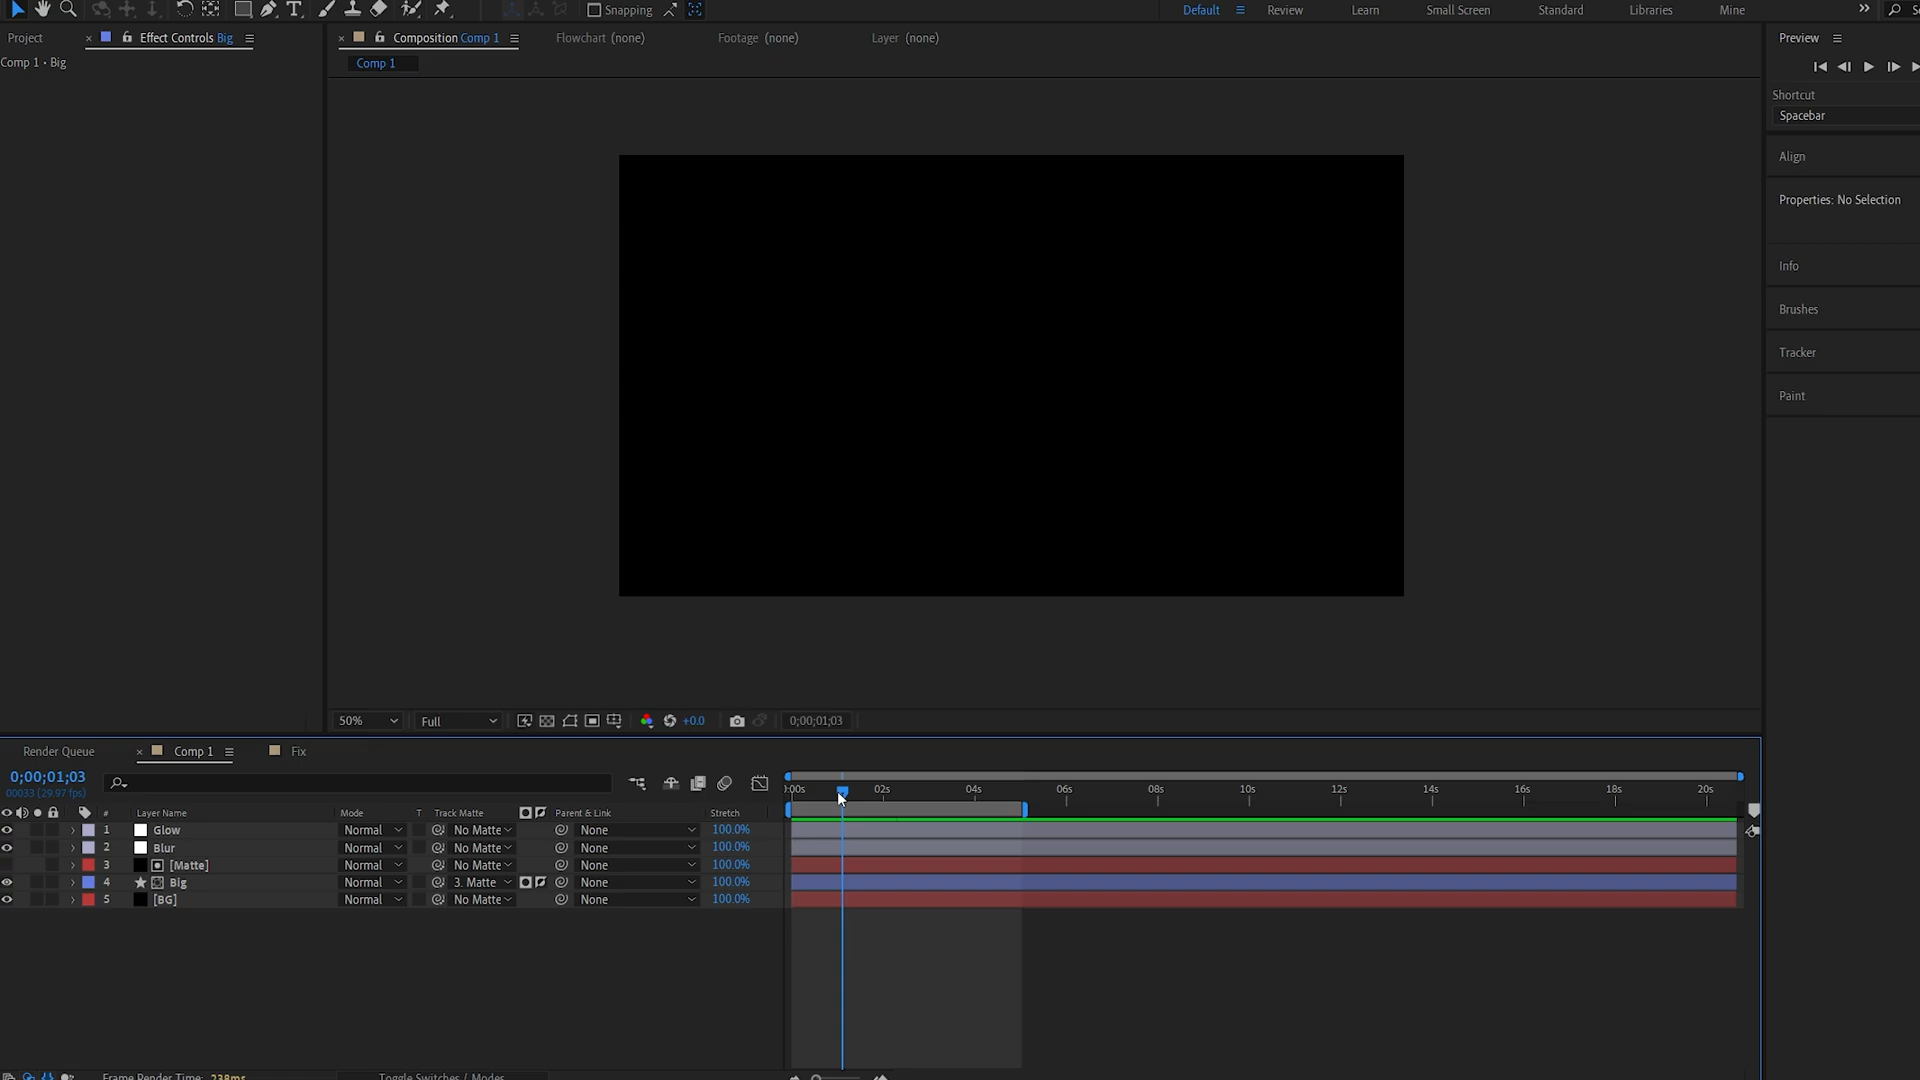 Snapping
Default
Review
Learn
Small Screen
Standard
Libraries
Mine
Project
Effect Controls Big
Composition Comp 1
Flowchart (none)
Footage (none)
Layer (none)
Preview
Comp 1 • Big
Comp 1
Shortcut
Spacebar
Align
Properties: No Selection
Info
Brushes
Tracker
Paint
50%
Full
+0.0
0;00;01;03
Render Queue
Comp 1
Fix
0;00;01;03
00033 (29.97 fps)
02s 04s 06s 08s 10s 12s 14s 16s 18s 20s
# Layer Name Mode T Track Matte Parent & Link Stretch
1 Glow Normal No Matte None 100.0%
2 Blur Normal No Matte None 100.0%
3 [Matte] Normal No Matte None 100.0%
4 Big Normal 3. Matte None 100.0%
5 [BG] Normal No Matte None 100.0%
Frame Render Time: 238ms
Toggle Switches / Modes